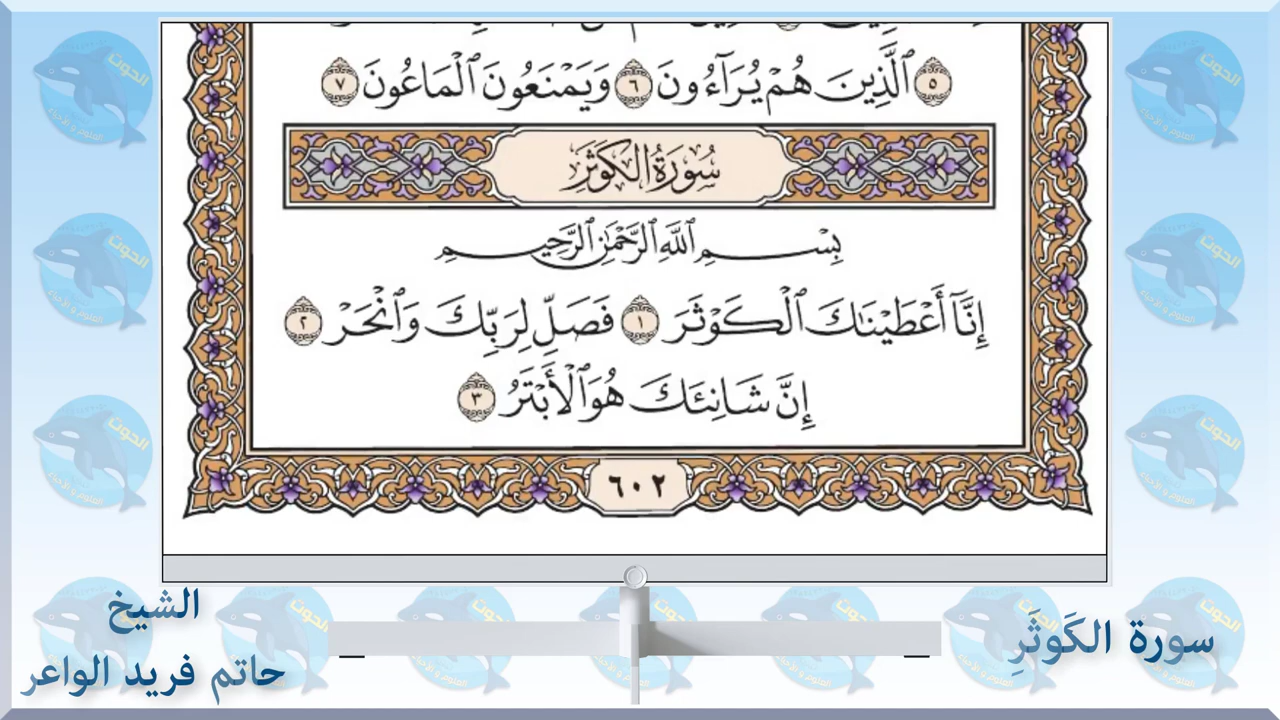 ٱلَّذِينَ هُمْ يُرَآءُونَ ٦ وَيَمْنَعُونَ ٱلْمَاعُونَ ٧
سُورَةُ الكَوْثَرِ
بِسْمِ ٱللَّهِ ٱلرَّحْمَٰنِ ٱلرَّحِيمِ
إِنَّآ أَعْطَيْنَٰكَ ٱلْكَوْثَرَ ١ فَصَلِّ لِرَبِّكَ وَٱنْحَرْ ٢
إِنَّ شَانِئَكَ هُوَ ٱلْأَبْتَرُ ٣
٦٠٢
سورة الكَوثَرِ
الشيخ
حاتم فريد الواعر
الحوت